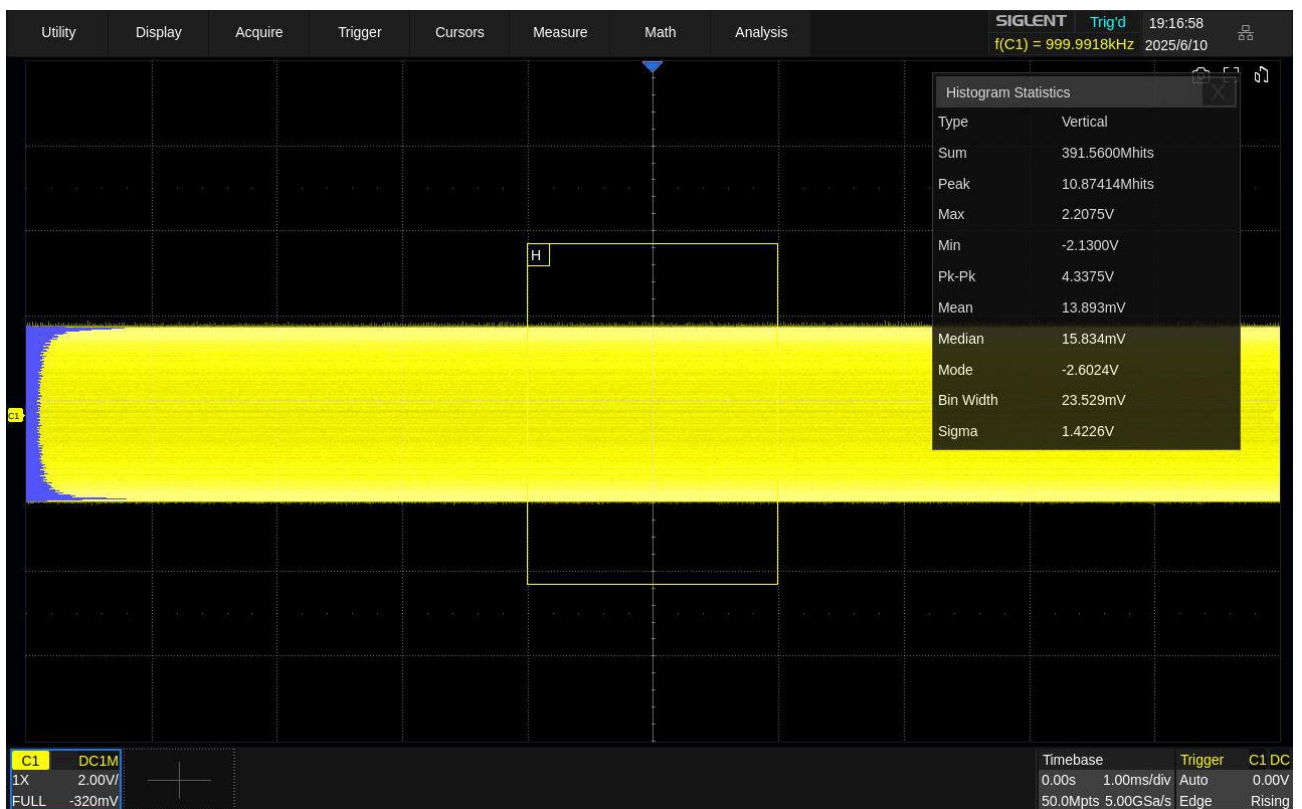 Utility Display Acquire Trigger Cursors Measure Math Analysis
SIGLENT Trig'd 19:16:58
f(C1) = 999.9918kHz 2025/6/10
Histogram Statistics X
Type Vertical
Sum 391.5600Mhits
Peak 10.87414Mhits
Max 2.2075V
Min -2.1300V
Pk-Pk 4.3375V
Mean 13.893mV
Median 15.834mV
Mode -2.6024V
Bin Width 23.529mV
Sigma 1.4226V
H
C1
C1 DC1M
1X 2.00V/
FULL -320mV
Timebase
0.00s 1.00ms/div
50.0Mpts 5.00GSa/s
Trigger C1 DC
Auto 0.00V
Edge Rising